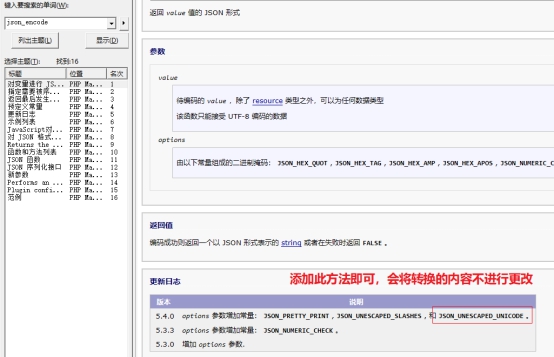 键入要搜索的单词(W):
json_encode
列出主题(L)
显示(D)
选择主题(T): 找到:16
标题 位置 名次
对变量进行 JS... PHP Ma... 1
指定需要被序... PHP Ma... 2
返回最后发生... PHP Ma... 3
预定义常量 PHP Ma... 4
更新日志 PHP Ma... 5
示例列表 PHP Ma... 6
JavaScript对... PHP Ma... 7
对 JSON 格式... PHP Ma... 8
Returns the ... PHP Ma... 9
函数和方法列表 PHP Ma... 10
JSON 函数 PHP Ma... 11
JSON 序列化接口 PHP Ma... 12
新参数 PHP Ma... 13
Performs an ... PHP Ma... 14
Plugin confi... PHP Ma... 15
范例 PHP Ma... 16
返回 value 值的 JSON 形式
参数
value
待编码的 value ，除了 resource 类型之外，可以为任何数据类型
该函数只能接受 UTF-8 编码的数据
options
由以下常量组成的二进制掩码： JSON_HEX_QUOT , JSON_HEX_TAG , JSON_HEX_AMP , JSON_HEX_APOS , JSON_NUMERIC_C
返回值
编码成功则返回一个以 JSON 形式表示的 string 或者在失败时返回 FALSE 。
更新日志
添加此方法即可，会将转换的内容不进行更改
版本 说明
5.4.0 options 参数增加常量： JSON_PRETTY_PRINT , JSON_UNESCAPED_SLASHES , 和 JSON_UNESCAPED_UNICODE 。
5.3.3 options 参数增加常量： JSON_NUMERIC_CHECK 。
5.3.0 增加 options 参数.